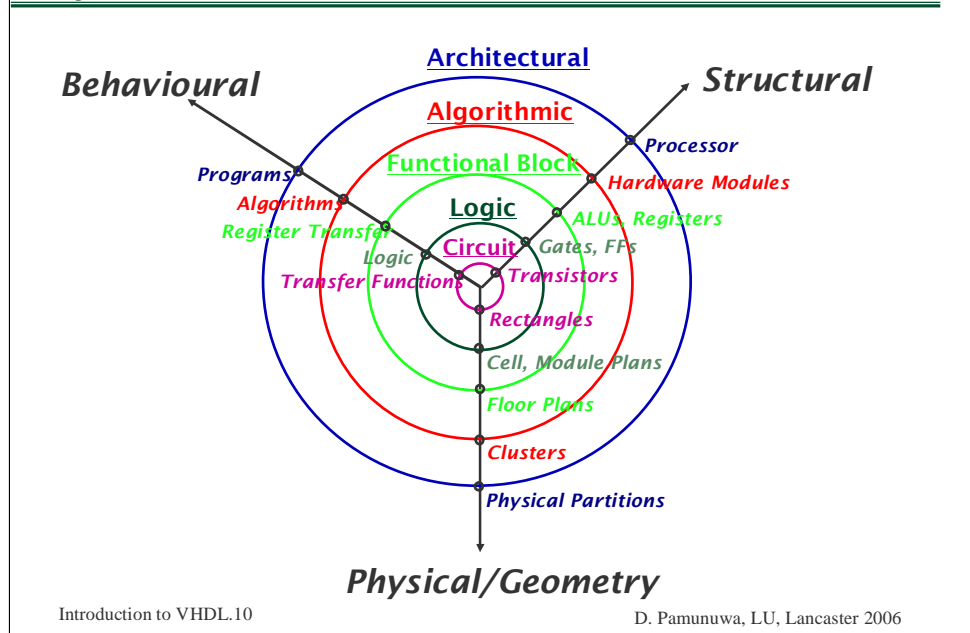 Architectural
Behavioural
Structural
Algorithmic
Processor
Functional Block
Programs
Hardware Modules
Algorithms
Logic
ALUs, Registers
Register Transfer
Circuit
Gates, FFs
Logic
Transfer Functions
Transistors
Rectangles
Cell, Module Plans
Floor Plans
Clusters
Physical Partitions
Physical/Geometry
Introduction to VHDL.10
D. Pamunuwa, LU, Lancaster 2006